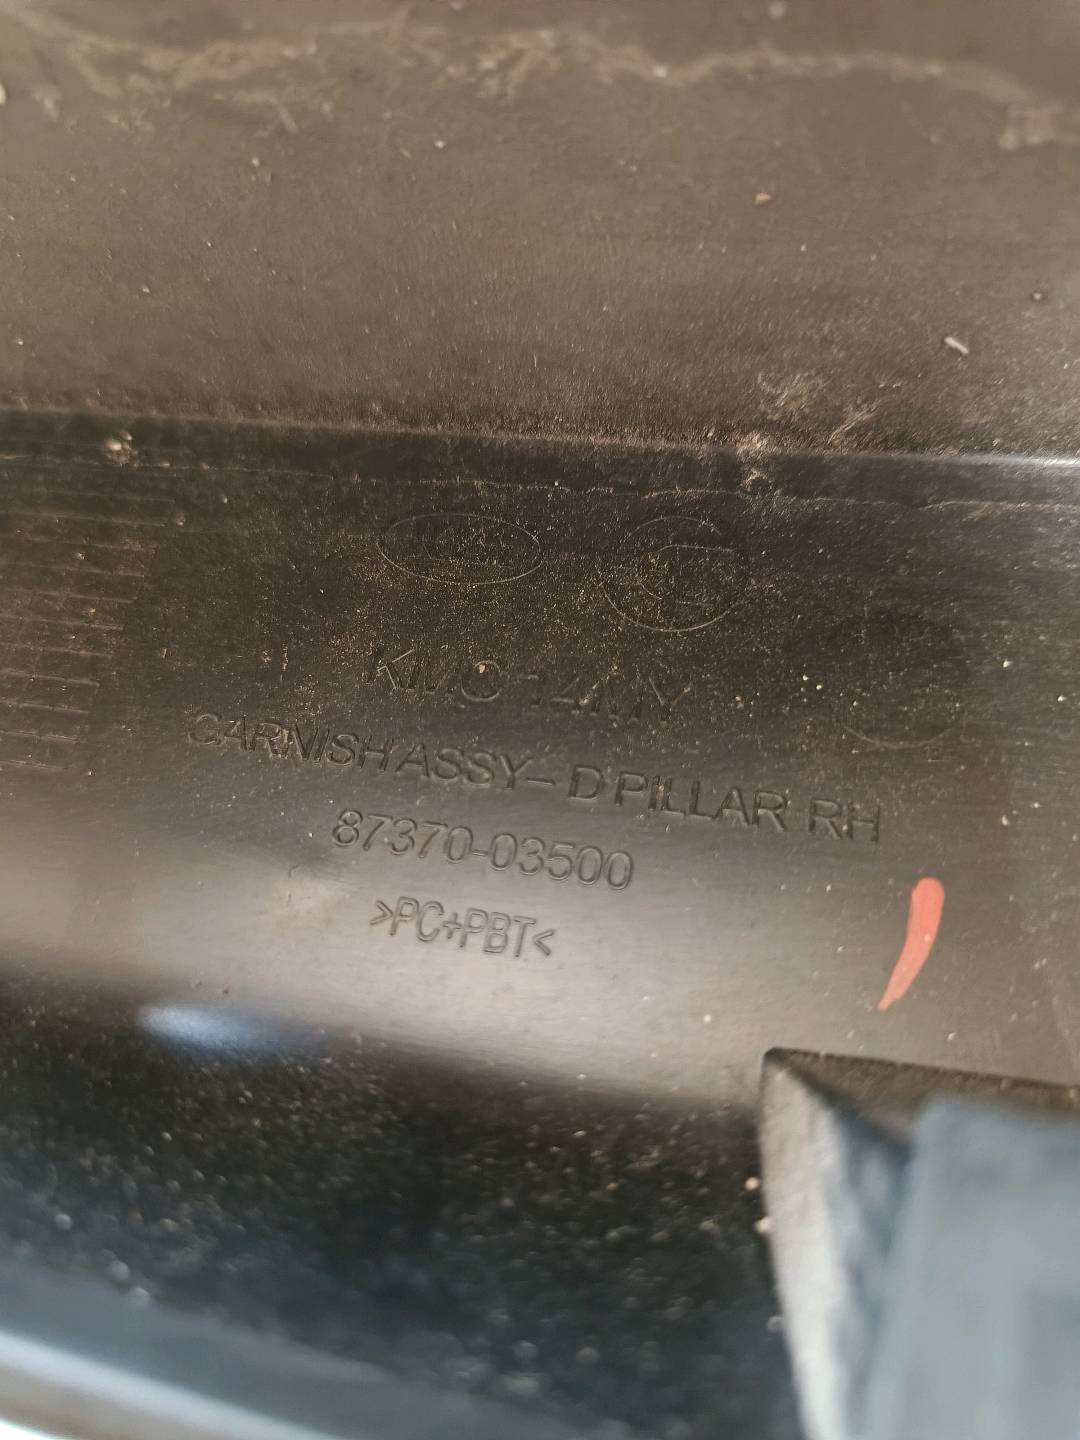 KMC 14MY
GARNISH ASSY- D PILLAR RH
87370-03500
>PC+PBT<